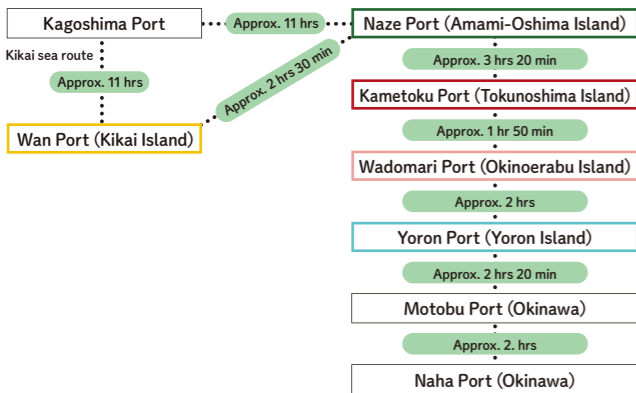 Kagoshima Port
Approx. 11 hrs
Naze Port (Amami-Oshima Island)
Kikai sea route
Approx. 11 hrs
Approx. 2 hrs 30 min
Wan Port (Kikai Island)
Approx. 3 hrs 20 min
Kametoku Port (Tokunoshima Island)
Approx. 1 hr 50 min
Wadomari Port (Okinoerabu Island)
Approx. 2 hrs
Yoron Port (Yoron Island)
Approx. 2 hrs 20 min
Motobu Port (Okinawa)
Approx. 2. hrs
Naha Port (Okinawa)